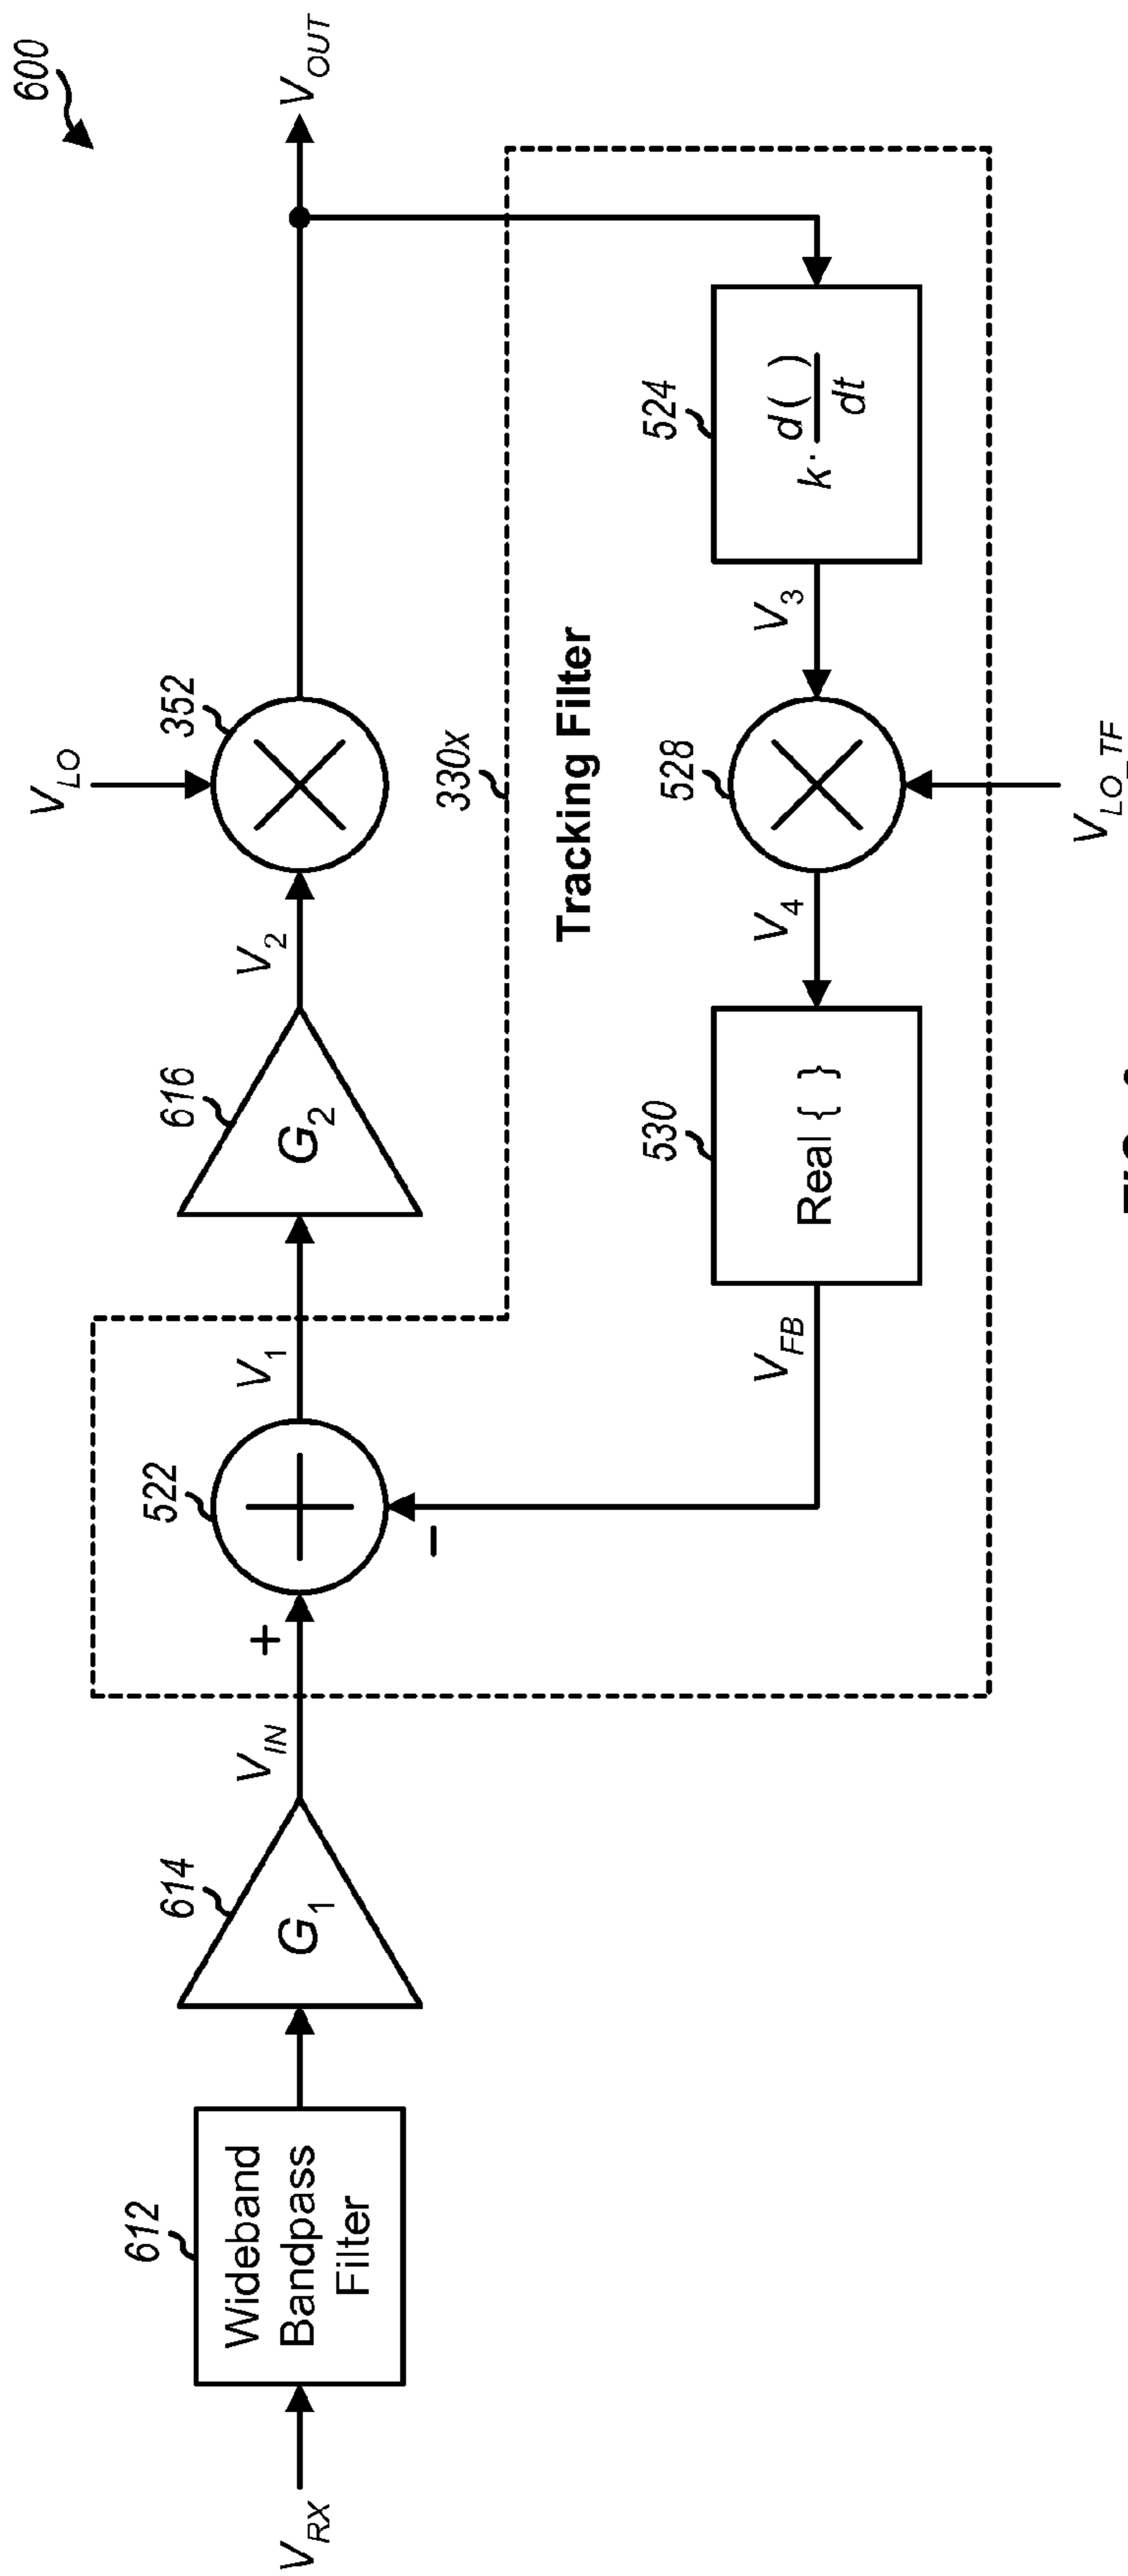 600
V_RX
612
Wideband
Bandpass
Filter
614
G_1
V_IN
+
522
V_1
616
G_2
V_2
352
V_LO
V_OUT
330x
Tracking Filter
−
V_FB
530
Real { }
V_4
528
V_3
524
k · d( )
dt
V_LO_TF